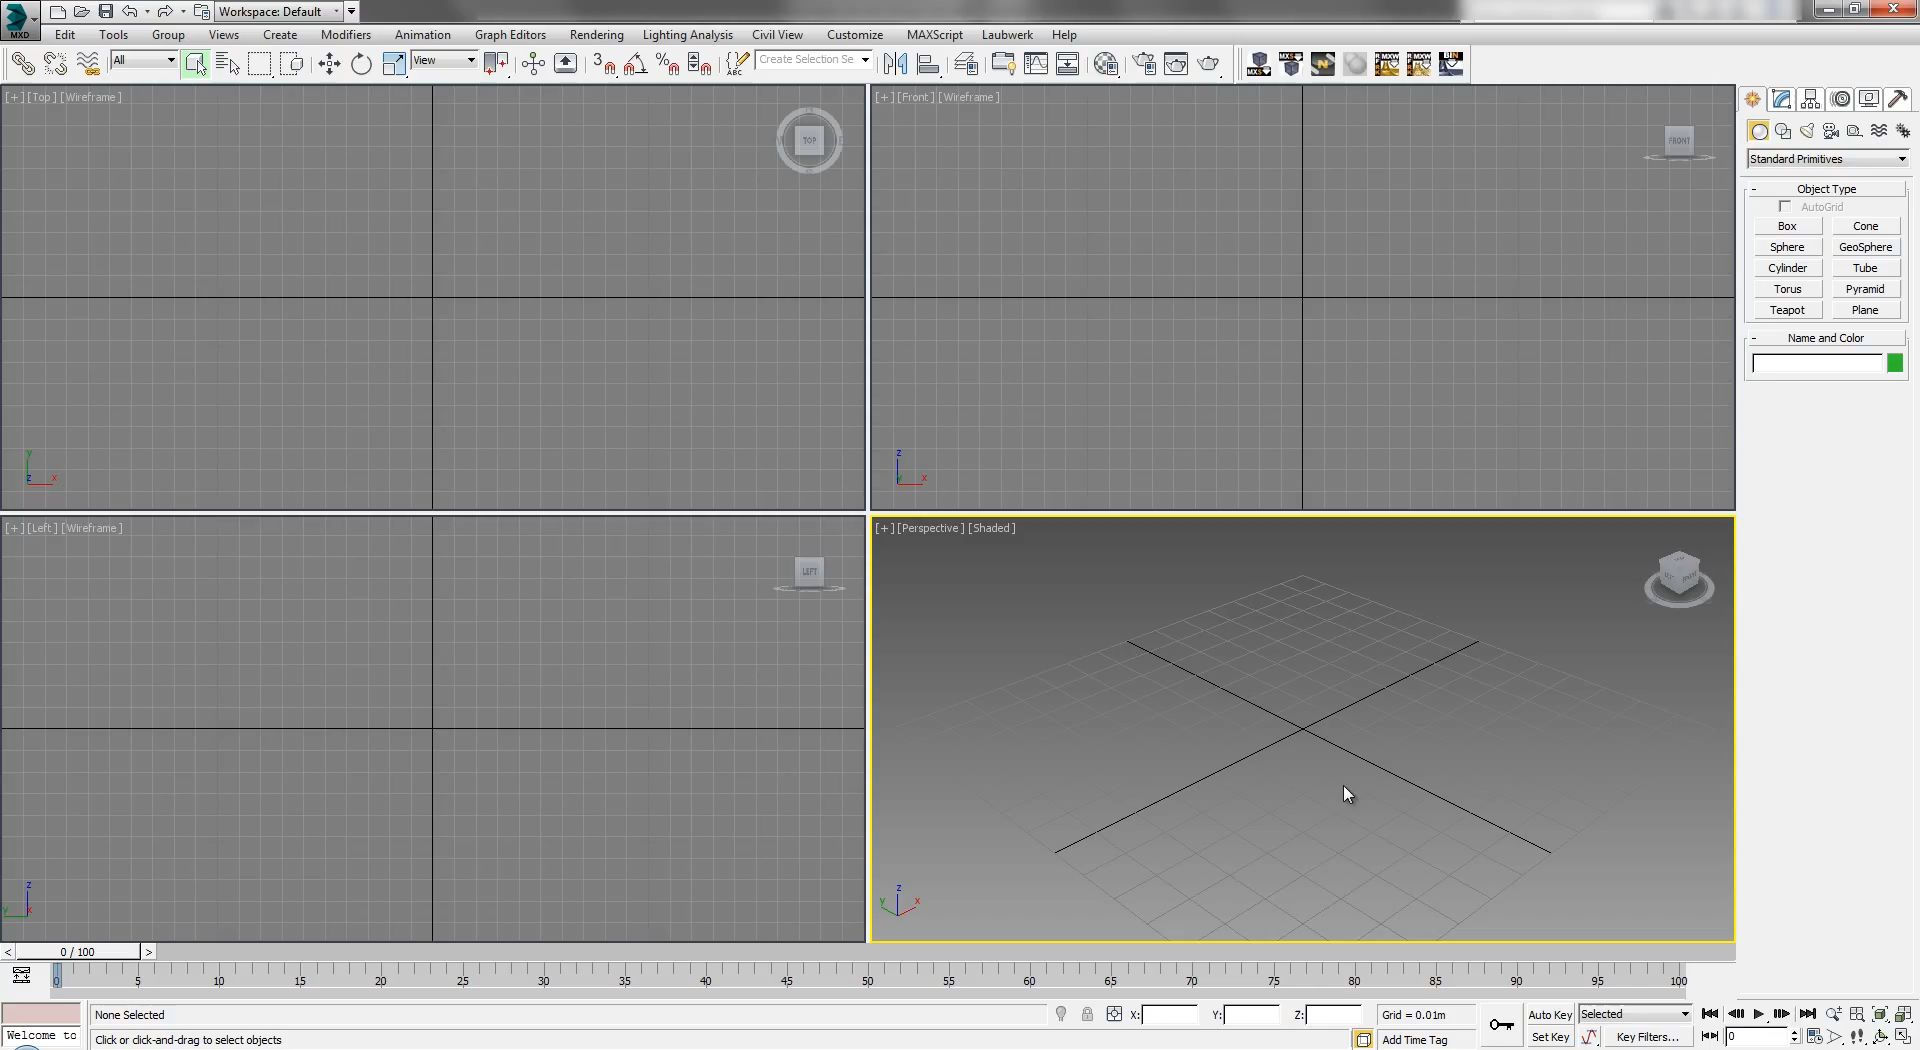 MXD
Workspace: Default
Edit Tools Group Views Create Modifiers Animation Graph Editors Rendering Lighting Analysis Civil View Customize MAXScript Laubwerk Help
All
View
3
%
ABC
Create Selection Se
[+][Top][Wireframe]
TOP
[+][Front][Wireframe]
FRONT
Standard Primitives
- Object Type
AutoGrid
Box Cone
Sphere GeoSphere
Cylinder Tube
Torus Pyramid
Teapot Plane
- Name and Color
y
z x
z
y x
[+][Left][Wireframe]
LEFT
[+][Perspective][Shaded]
z
y x
z
y x
< 0 / 100 >
0 5 10 15 20 25 30 35 40 45 50 55 60 65 70 75 80 85 90 95 100
None Selected X: Y: Z: Grid = 0.01m Auto Key Selected
Welcome to Click or click-and-drag to select objects Add Time Tag Set Key Key Filters... 0